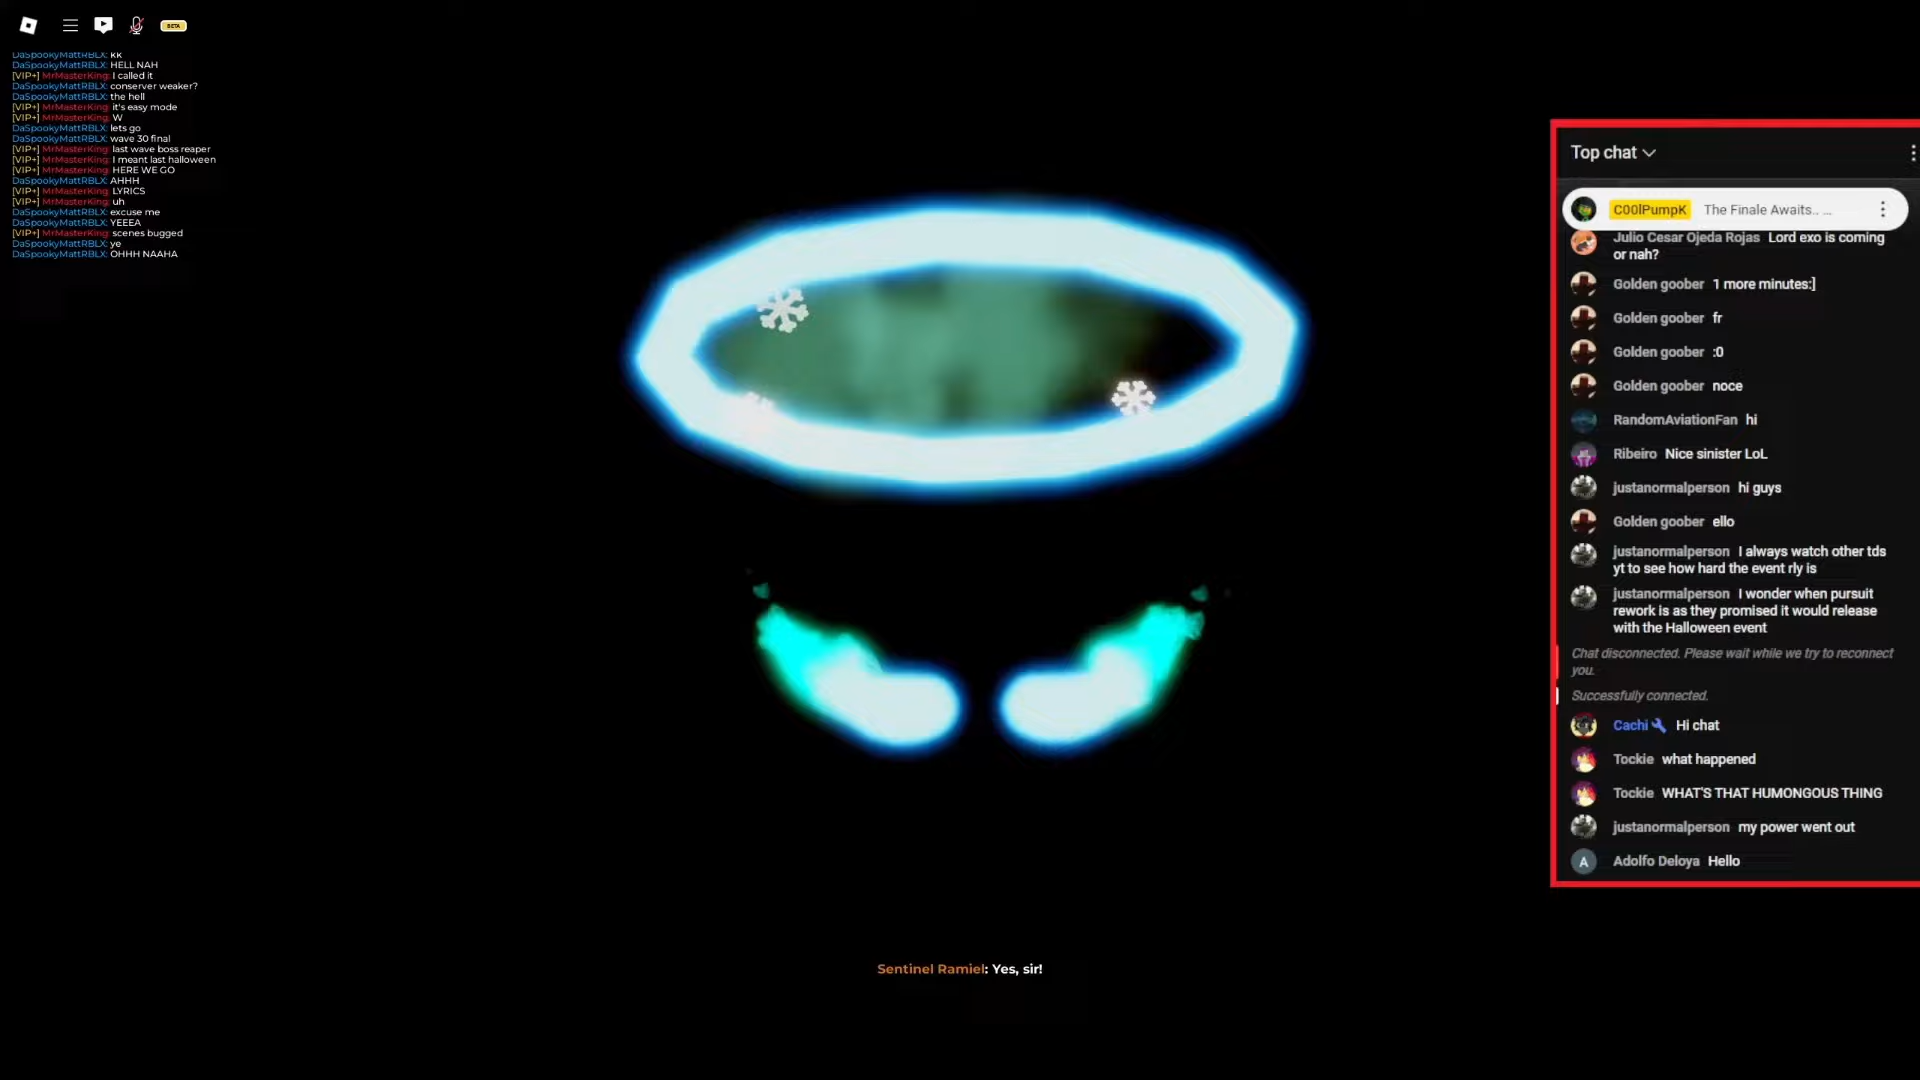 BETA
DaSpookyMattRBLX: kk
DaSpookyMattRBLX: HELL NAH
[VIP+] MrMasterKing: I called it
DaSpookyMattRBLX: conserver weaker?
DaSpookyMattRBLX: the hell
[VIP+] MrMasterKing: it's easy mode
[VIP+] MrMasterKing: W
DaSpookyMattRBLX: lets go
DaSpookyMattRBLX: wave 30 final
[VIP+] MrMasterKing: last wave boss reaper
[VIP+] MrMasterKing: I meant last halloween
[VIP+] MrMasterKing: HERE WE GO
DaSpookyMattRBLX: AHHH
[VIP+] MrMasterKing: LYRICS
[VIP+] MrMasterKing: uh
DaSpookyMattRBLX: excuse me
DaSpookyMattRBLX: YEEEA
[VIP+] MrMasterKing: scenes bugged
DaSpookyMattRBLX: ye
DaSpookyMattRBLX: OHHH NAAHA
Top chat
C00lPumpK The Finale Awaits.. ...
Julio Cesar Ojeda Rojas Lord exo is coming
or nah?
Golden goober 1 more minutes:]
Golden goober fr
Golden goober :0
Golden goober noce
RandomAviationFan hi
Ribeiro Nice sinister LoL
justanormalperson hi guys
Golden goober ello
justanormalperson I always watch other tds
yt to see how hard the event rly is
justanormalperson I wonder when pursuit
rework is as they promised it would release
with the Halloween event
Chat disconnected. Please wait while we try to reconnect
you.
Successfully connected.
Cachi Hi chat
Tockie what happened
Tockie WHAT'S THAT HUMONGOUS THING
justanormalperson my power went out
A Adolfo Deloya Hello
Sentinel Ramiel: Yes, sir!